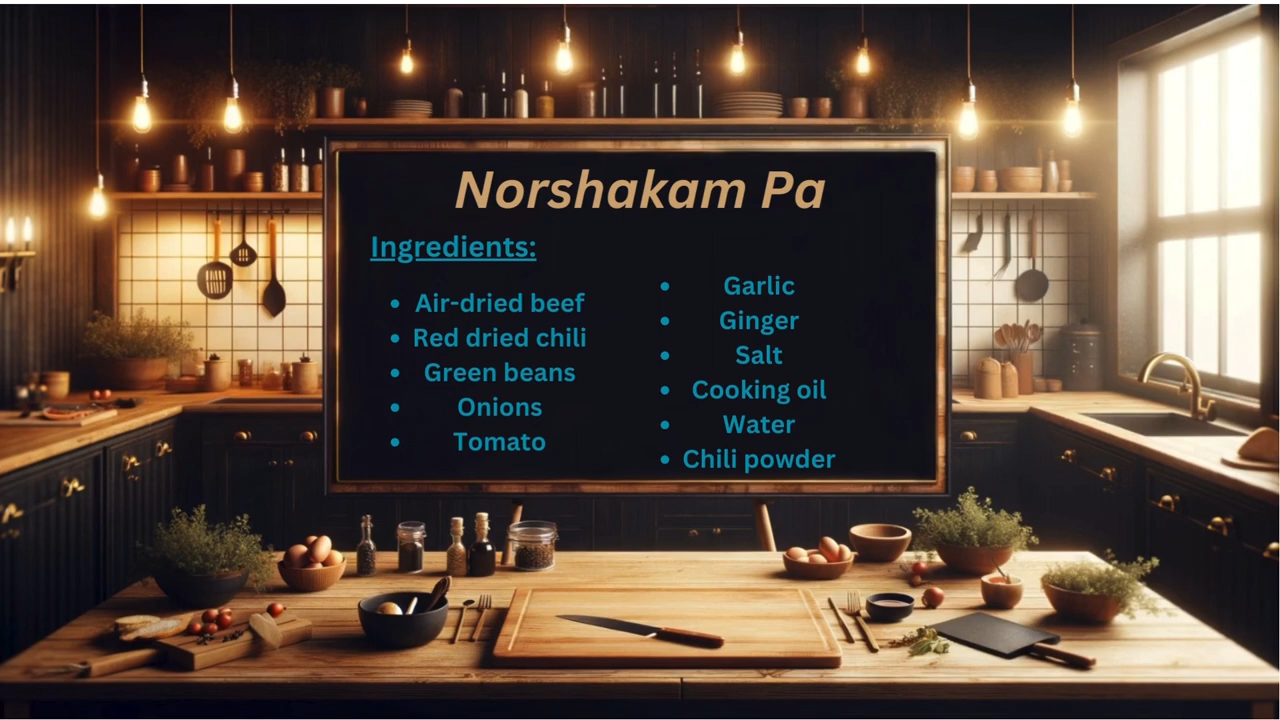 Norshakam Pa
Ingredients:
• Air-dried beef
• Red dried chili
• Green beans
• Onions
• Tomato
• Garlic
• Ginger
• Salt
• Cooking oil
• Water
• Chili powder